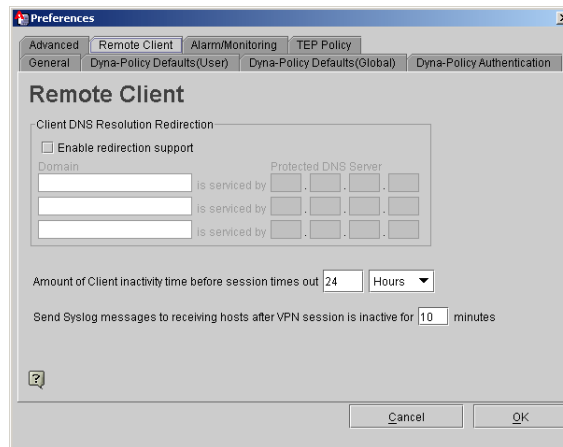 Preferences
Advanced Remote Client Alarm/Monitoring TEP Policy
General Dyna-Policy Defaults(User) Dyna-Policy Defaults(Global) Dyna-Policy Authentication
Remote Client
Client DNS Resolution Redirection
Enable redirection support
Domain Protected DNS Server
is serviced by . . .
is serviced by . . .
is serviced by . . .
Amount of Client inactivity time before session times out 24 Hours
Send Syslog messages to receiving hosts after VPN session is inactive for 10 minutes
?
Cancel OK